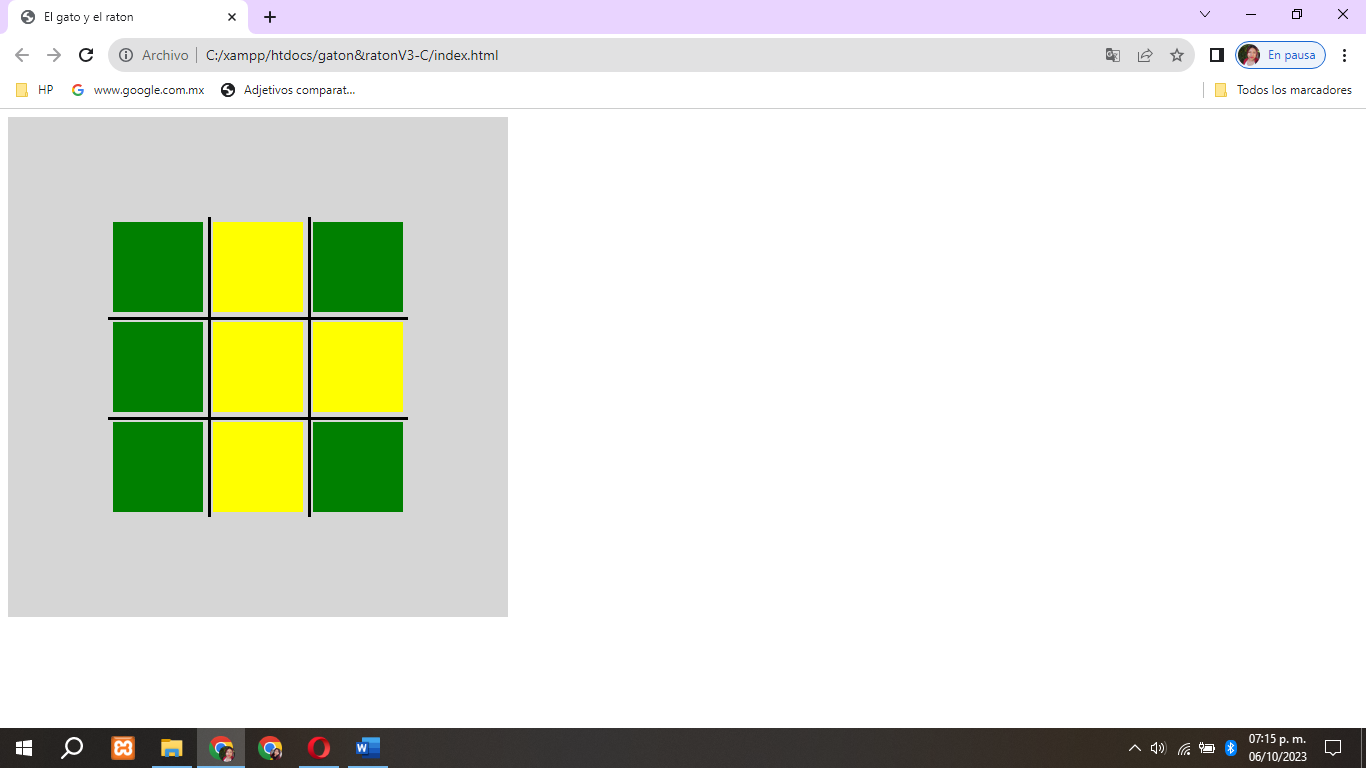 El gato y el raton
Archivo
C:/xampp/htdocs/gaton&ratonV3-C/index.html
En pausa
HP
www.google.com.mx
Adjetivos comparat...
Todos los marcadores
07:15 p. m.
06/10/2023